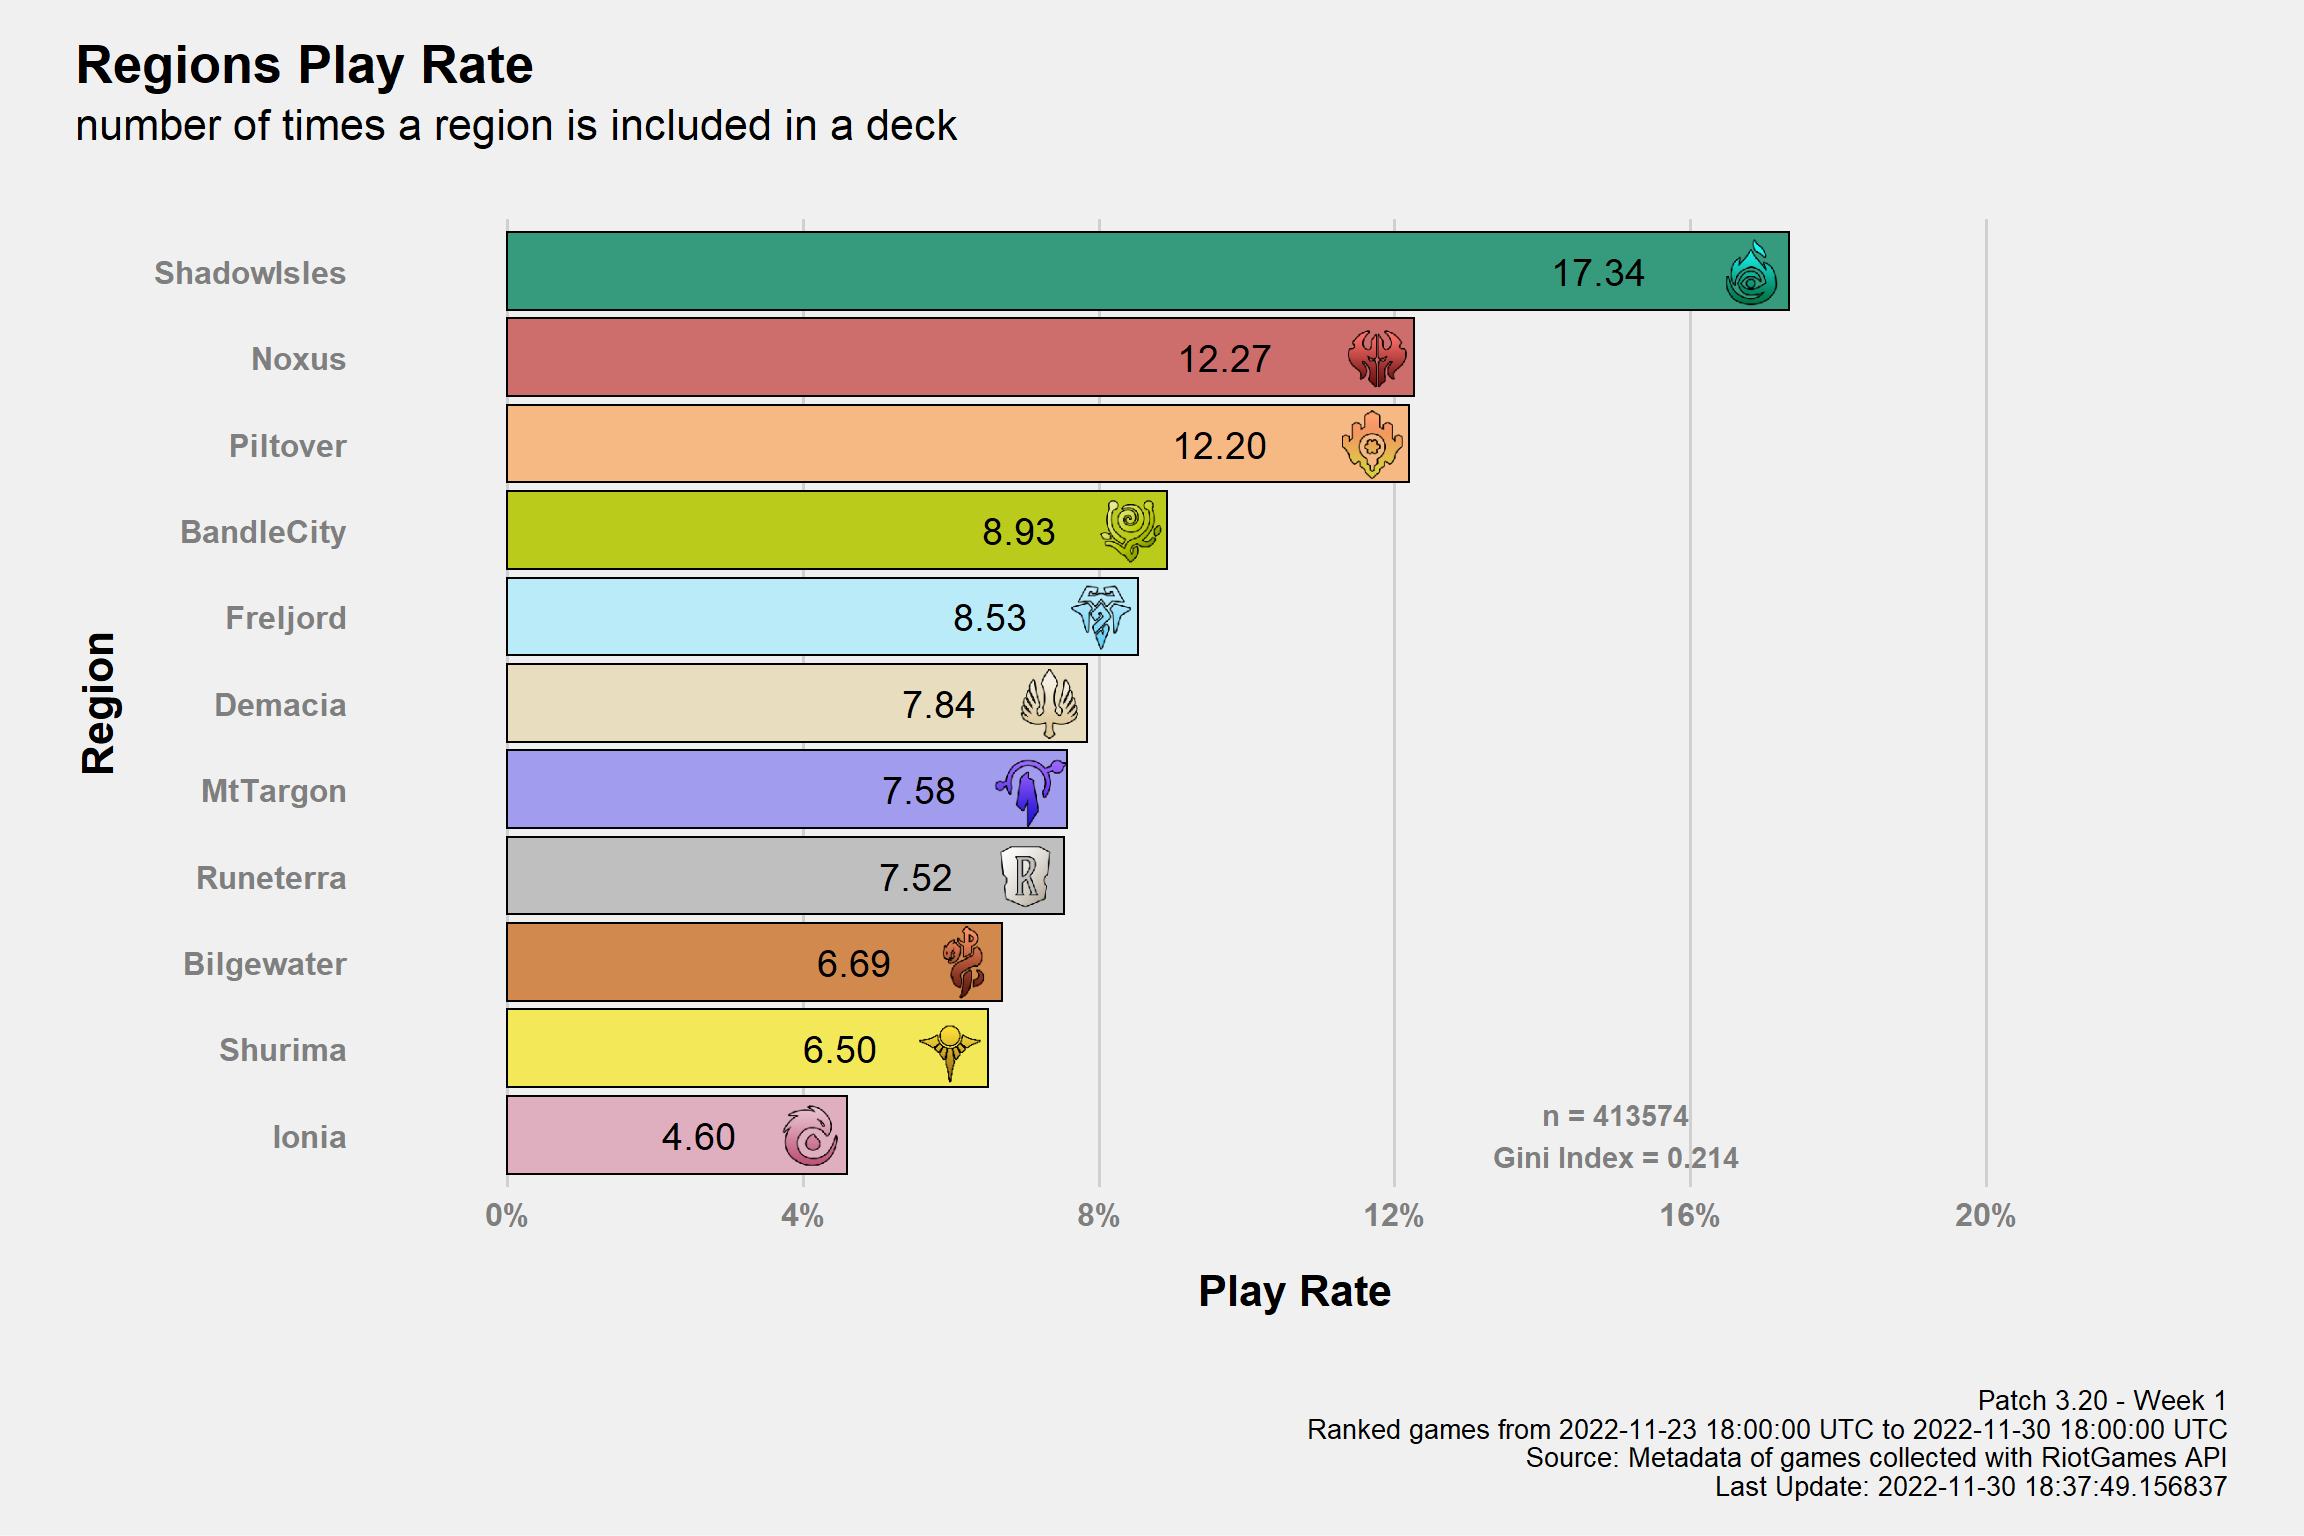 Regions Play Rate
number of times a region is included in a deck
Region
ShadowIsles 17.34
Noxus 12.27
Piltover 12.20
BandleCity 8.93
Freljord 8.53
Demacia 7.84
MtTargon 7.58
Runeterra 7.52 R
Bilgewater 6.69
Shurima 6.50
Ionia 4.60
n = 413574
Gini Index = 0.214
0% 4% 8% 12% 16% 20%
Play Rate
Patch 3.20 - Week 1
Ranked games from 2022-11-23 18:00:00 UTC to 2022-11-30 18:00:00 UTC
Source: Metadata of games collected with RiotGames API
Last Update: 2022-11-30 18:37:49.156837